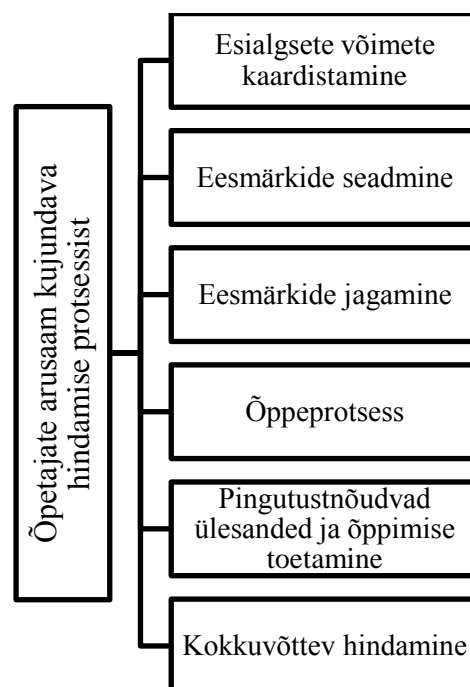 Õpetajate arusaam kujundava
hindamise protsessist
Esialgsete võimete
kaardistamine
Eesmärkide seadmine
Eesmärkide jagamine
Õppeprotsess
Pingutustnõudvad
ülesanded ja õppimise
toetamine
Kokkuvõttev hindamine